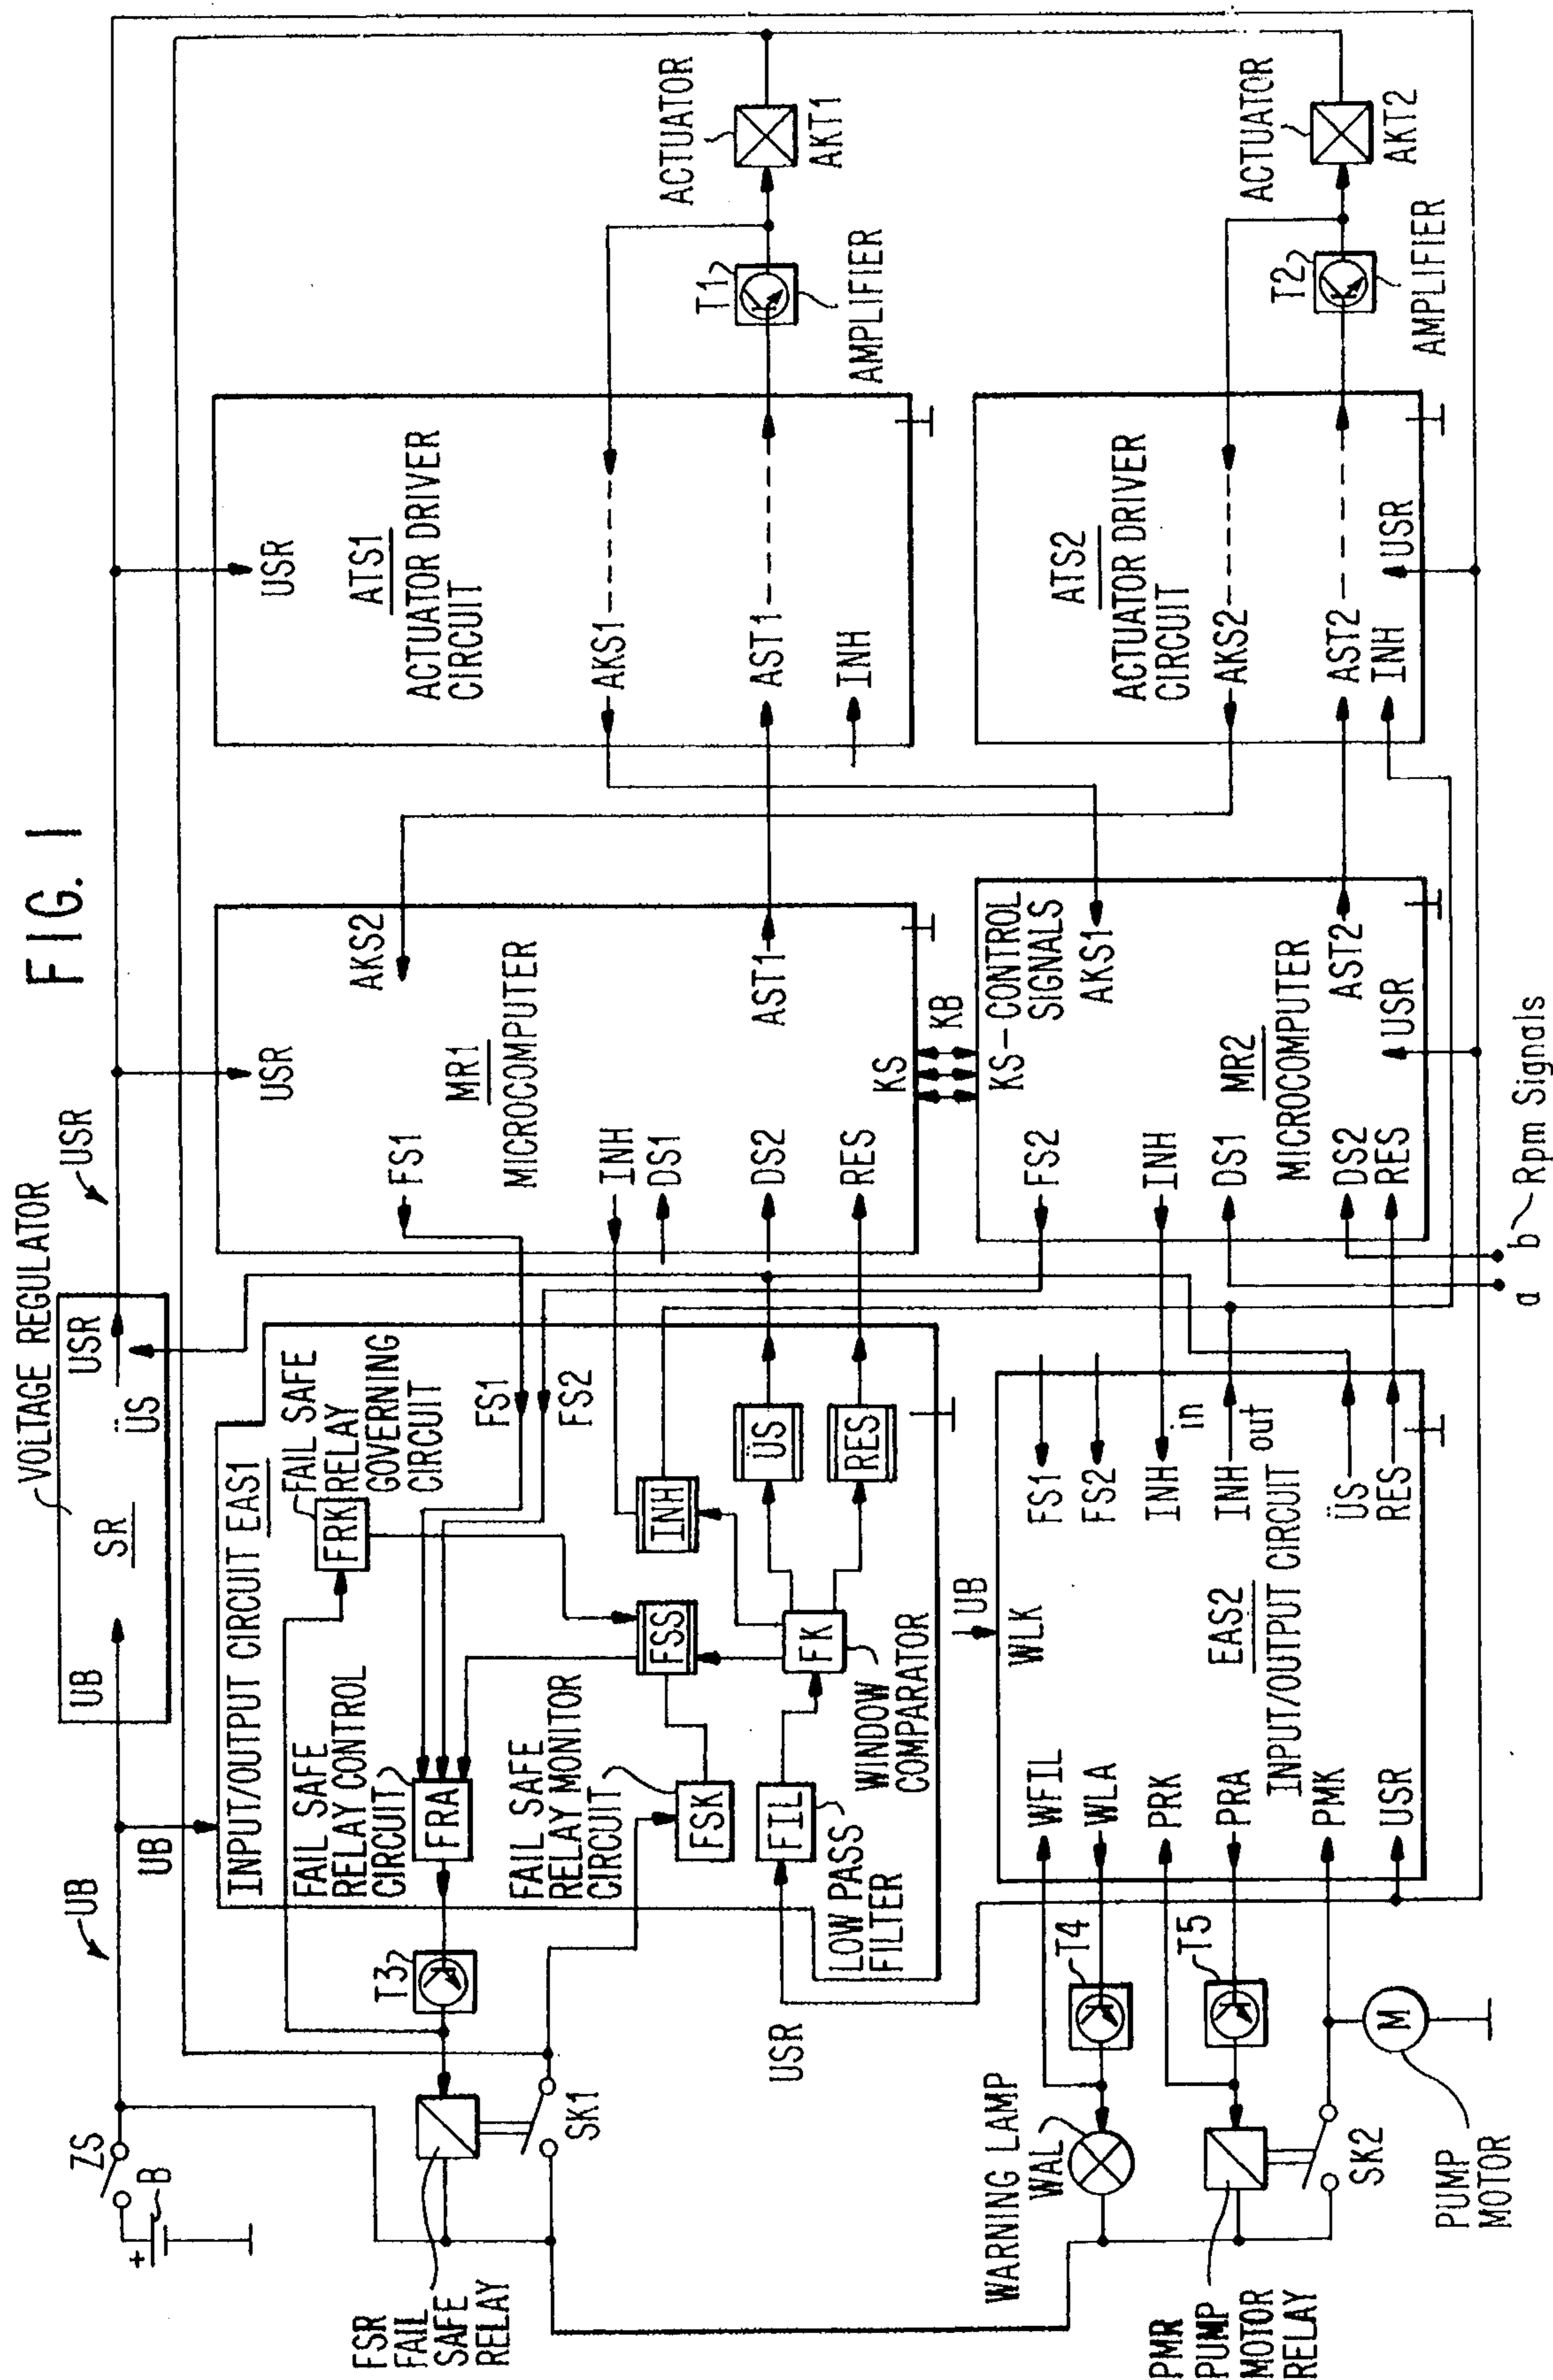 FIG. 1
VOLTAGE REGULATOR
UB
SR
ÜS
USR
USR
UB
UB
ZS
B
+
INPUT/OUTPUT CIRCUIT EAS1
FAIL SAFE
RELAY
GOVERNING
CIRCUIT
FRK
FAIL SAFE
RELAY CONTROL
CIRCUIT
FRA
FS1
FS2
T3
FAIL SAFE
RELAY MONITOR
CIRCUIT
FSK
FSS
INH
ÜS
RES
FIL
FK
LOW PASS
FILTER
WINDOW
COMPARATOR
FSR
FAIL
SAFE
RELAY
SK1
USR
USR
FS1
MR1
MICROCOMPUTER
AKS2
INH
DS1
DS2
RES
AST1
KS
KB
USR
ATS1
ACTUATOR DRIVER
CIRCUIT
AKS1
AST1
INH
T1
AMPLIFIER
ACTUATOR
AKT1
UB
WLK
FS1
FS2
INH
in
INH
out
ÜS
RES
EAS2
INPUT/OUTPUT CIRCUIT
WFIL
WLA
PRK
PRA
PMK
USR
T4
T5
WARNING LAMP
WAL
PMR
PUMP
MOTOR
RELAY
SK2
M
PUMP
MOTOR
KS-CONTROL
SIGNALS
AKS1
FS2
INH
DS1
DS2
RES
MR2
MICROCOMPUTER
AST2
USR
a
b
Rpm Signals
ATS2
ACTUATOR DRIVER
CIRCUIT
AKS2
AST2
INH
USR
T2
AMPLIFIER
ACTUATOR
AKT2